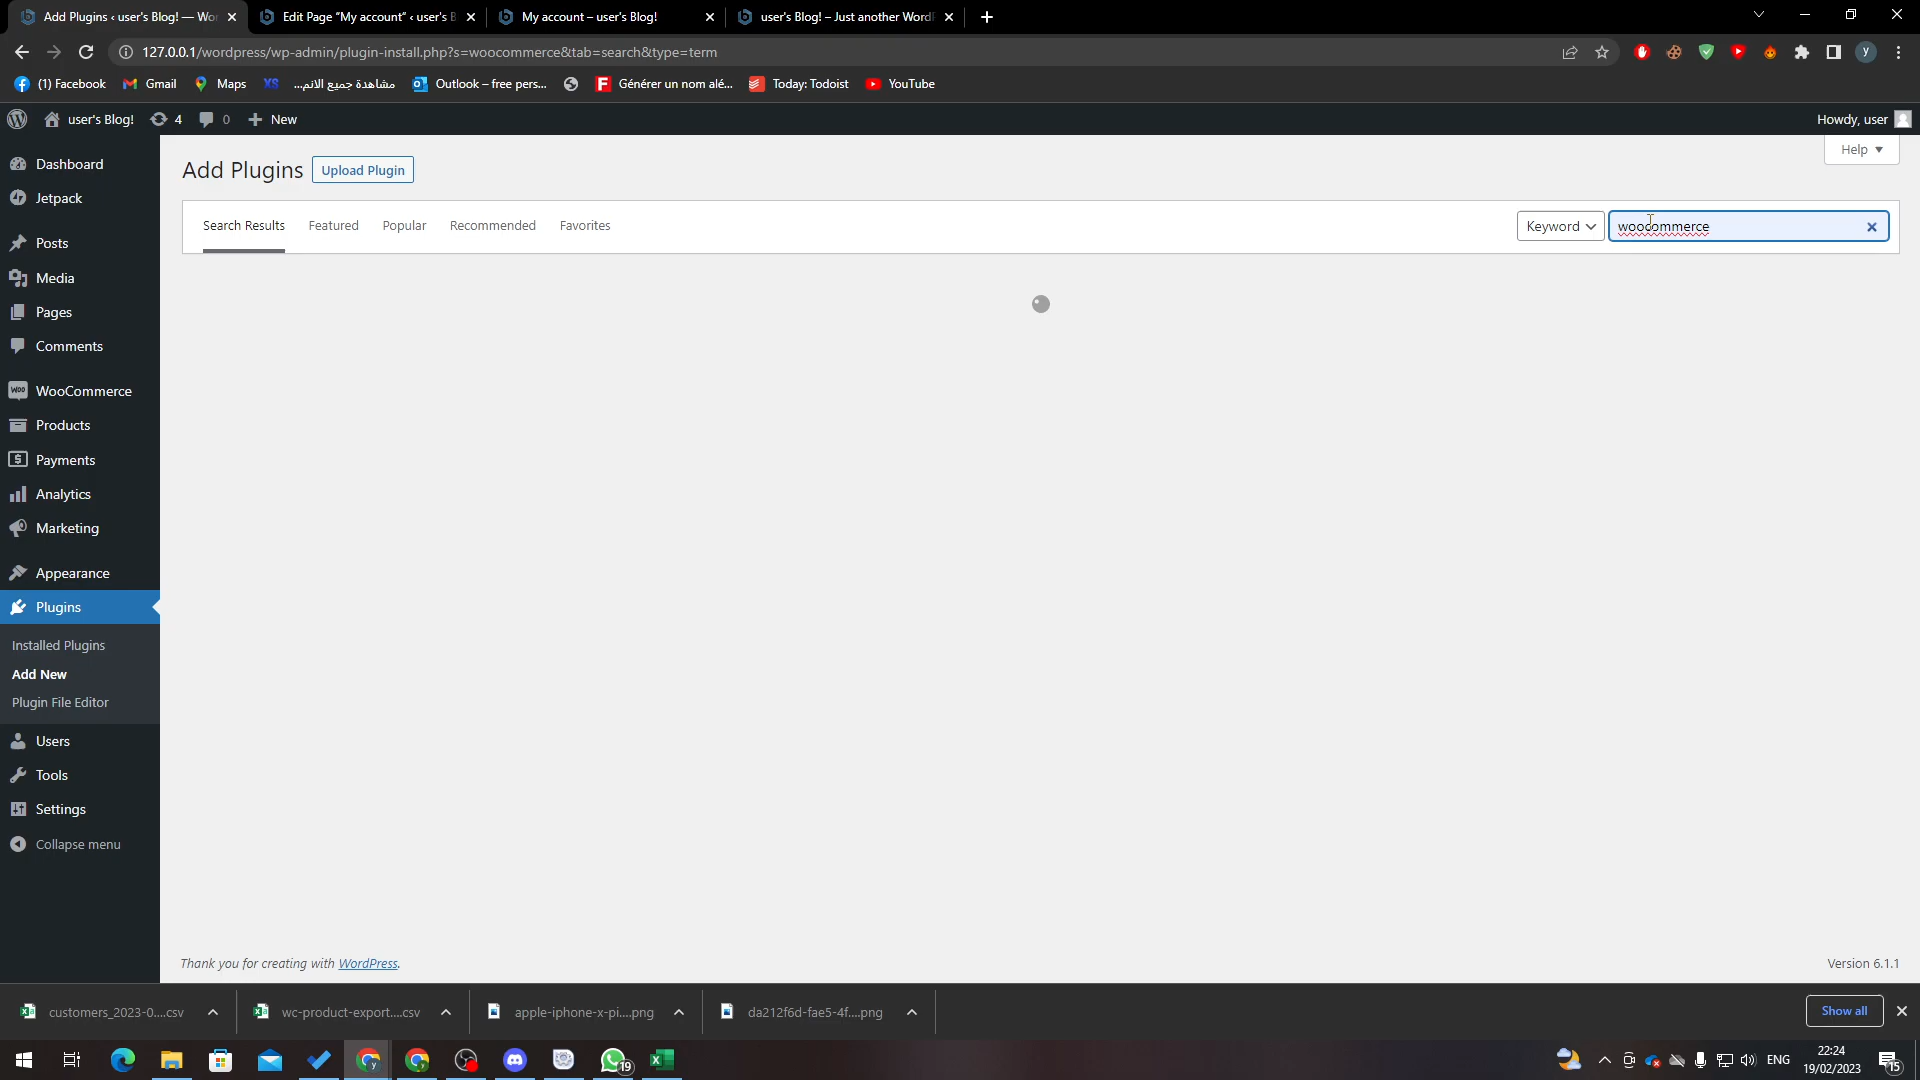 Add Plugins ‹ user's Blog! — Wor
Edit Page “My account” ‹ user's B
My account – user's Blog!
user's Blog! – Just another WordP
127.0.0.1/wordpress/wp-admin/plugin-install.php?s=woocommerce&tab=search&type=term
y
(1) Facebook
Gmail
Maps
XS
مشاهدة جميع الانم...
Outlook – free pers...
Générer un nom alé...
Today: Todoist
YouTube
user's Blog!
4
0
New
Howdy, user
Dashboard
Jetpack
Posts
Media
Pages
Comments
WooCommerce
Products
Payments
Analytics
Marketing
Appearance
Plugins
Installed Plugins
Add New
Plugin File Editor
Users
Tools
Settings
Collapse menu
Help
Add Plugins
Upload Plugin
Search Results
Featured
Popular
Recommended
Favorites
Keyword
woocommerce
Thank you for creating with WordPress.
Version 6.1.1
customers_2023-0....csv
wc-product-export....csv
apple-iphone-x-pi....png
da212f6d-fae5-4f....png
Show all
19
ENG
22:24
19/02/2023
15